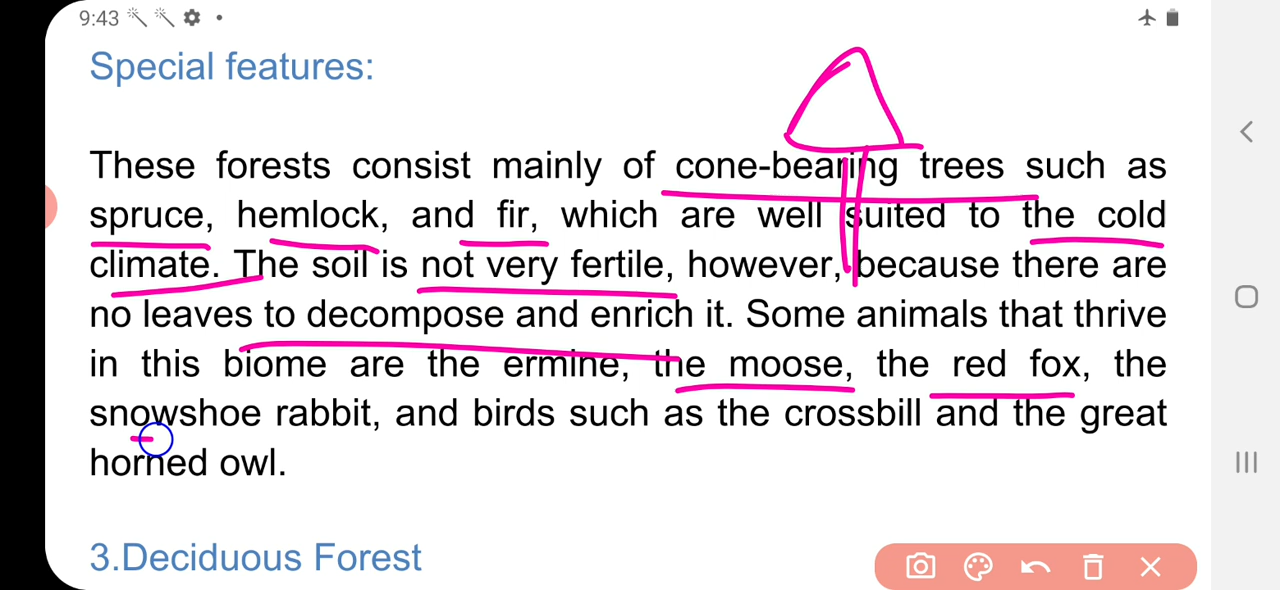 9:43
Special features:
These forests consist mainly of cone-bearing trees such as
spruce, hemlock, and fir, which are well suited to the cold
climate. The soil is not very fertile, however, because there are
no leaves to decompose and enrich it. Some animals that thrive
in this biome are the ermine, the moose, the red fox, the
snowshoe rabbit, and birds such as the crossbill and the great
horned owl.
3.Deciduous Forest